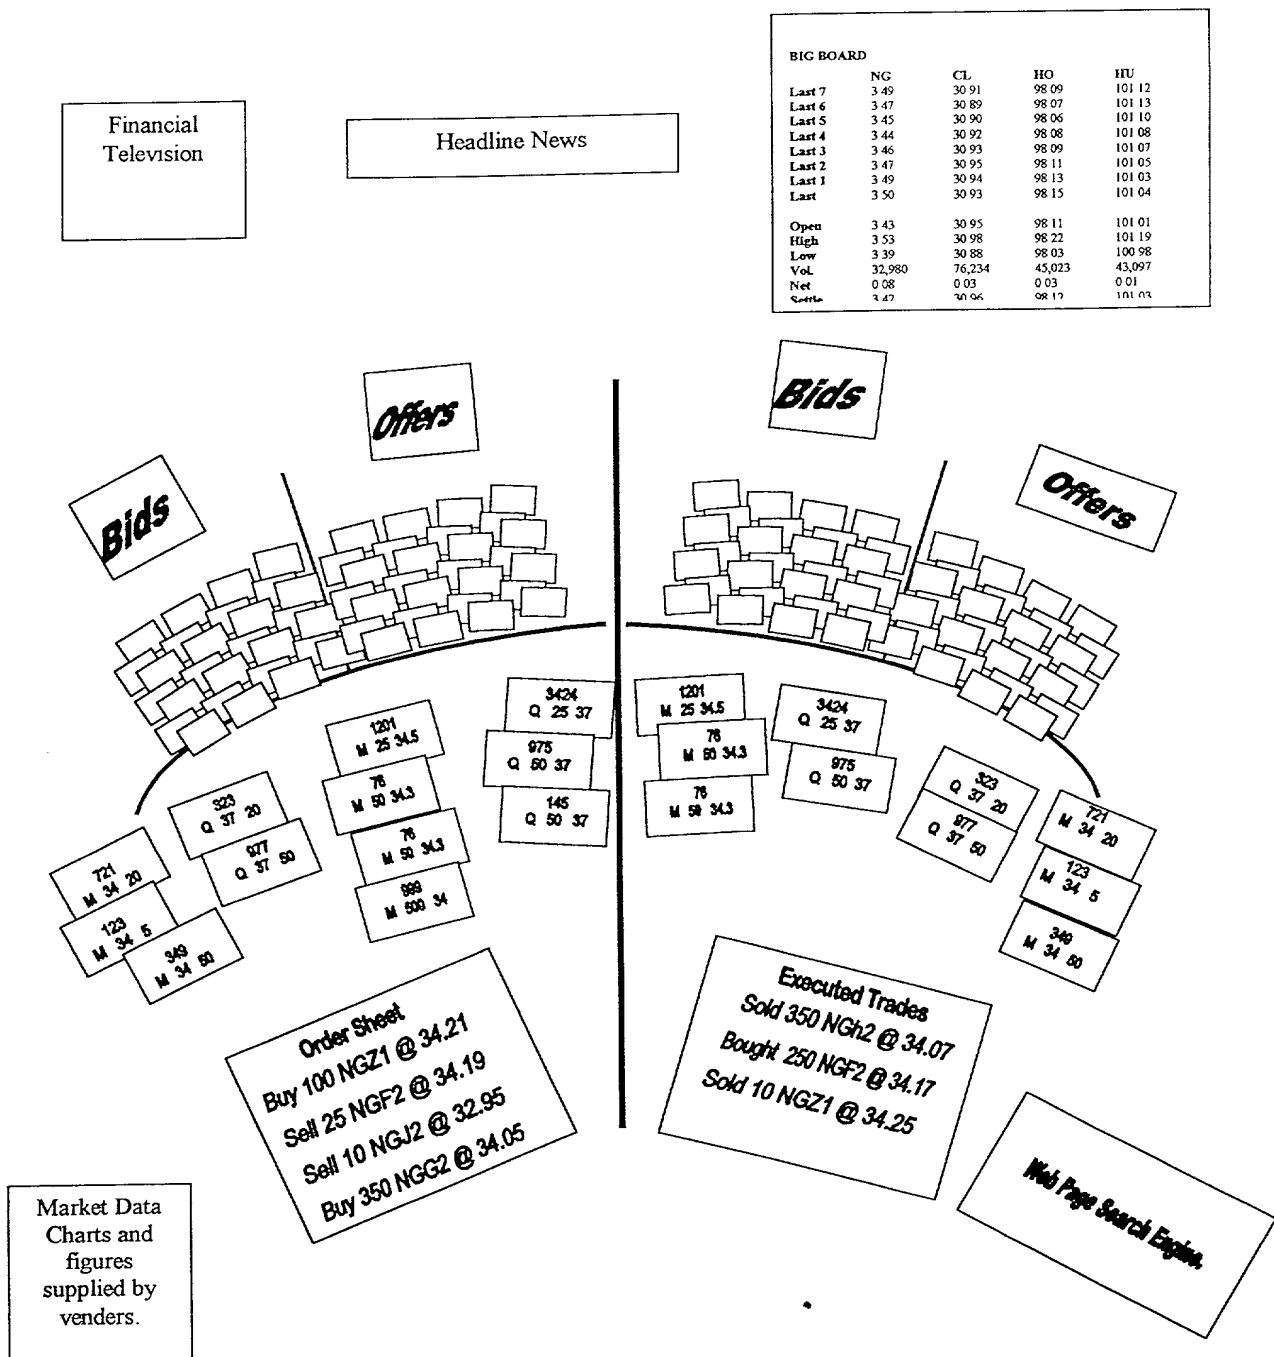 Financial
Television
Headline News
BIG BOARD
NG CL HO HU
Last 7 3 49 30 91 98 09 101 12
Last 6 3 47 30 89 98 07 101 13
Last 5 3 45 30 90 98 06 101 10
Last 4 3 44 30 92 98 08 101 08
Last 3 3 46 30 93 98 09 101 07
Last 2 3 47 30 95 98 11 101 05
Last 1 3 49 30 94 98 13 101 03
Last 3 50 30 93 98 15 101 04
Open 3 43 30 95 98 11 101 01
High 3 53 30 98 98 22 101 19
Low 3 39 30 88 98 03 100 98
Vol. 32,980 76,234 45,023 43,097
Net 0 08 0 03 0 03 0 01
Settle 3 47 30 96 98 12 101 03
Bids
Offers
Bids
Offers
721
M 34 20
123
M 34 5
349
M 34 50
323
Q 37 20
977
Q 37 50
1201
M 25 34.5
76
M 50 34.3
76
M 50 34.3
999
M 500 34
3424
Q 25 37
975
Q 50 37
145
Q 50 37
1201
M 25 34.5
76
M 50 34.3
76
M 50 34.3
3424
Q 25 37
975
Q 50 37
323
Q 37 20
977
Q 37 50
721
M 34 20
123
M 34 5
349
M 34 50
Order Sheet
Buy 100 NGZ1 @ 34.21
Sell 25 NGF2 @ 34.19
Sell 10 NGJ2 @ 32.95
Buy 350 NGG2 @ 34.05
Executed Trades
Sold 350 NGh2 @ 34.07
Bought 250 NGF2 @ 34.17
Sold 10 NGZ1 @ 34.25
Web Page Search Engine.
Market Data
Charts and
figures
supplied by
venders.